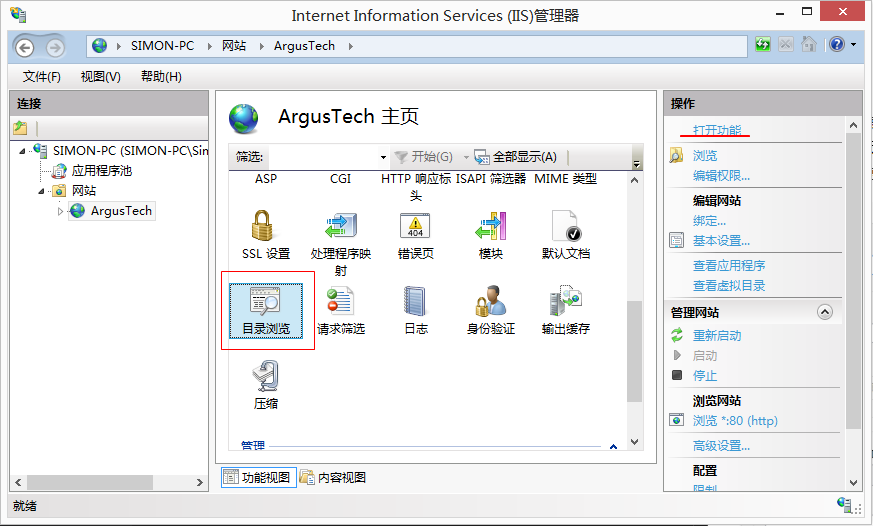 Internet Information Services (IIS)管理器
SIMON-PC
网站
ArgusTech
文件(F)
视图(V)
帮助(H)
连接
SIMON-PC (SIMON-PC\Sim
应用程序池
网站
ArgusTech
ArgusTech 主页
筛选:
开始(G)
全部显示(A)
ASP
CGI
HTTP 响应标
头
ISAPI 筛选器
MIME 类型
SSL 设置
处理程序映
射
错误页
404
模块
默认文档
目录浏览
请求筛选
日志
身份验证
输出缓存
压缩
管理
功能视图
内容视图
操作
打开功能
浏览
编辑权限...
编辑网站
绑定...
基本设置...
查看应用程序
查看虚拟目录
管理网站
重新启动
启动
停止
浏览网站
浏览 *:80 (http)
高级设置...
配置
限制
就绪